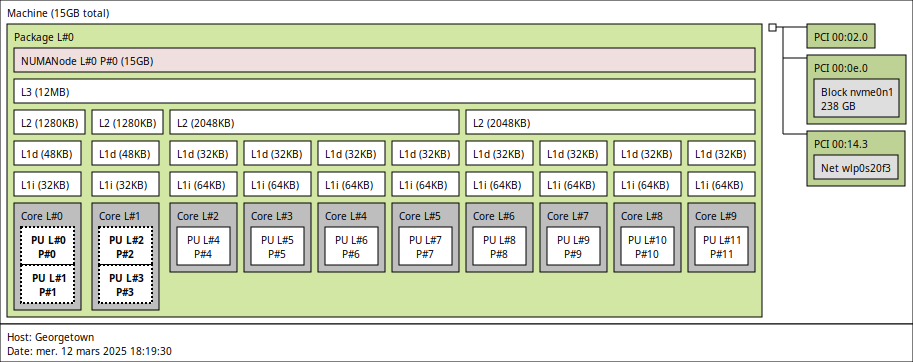 Machine (15GB total)
Package L#0
NUMANode L#0 P#0 (15GB)
L3 (12MB)
L2 (1280KB) L2 (1280KB) L2 (2048KB) L2 (2048KB)
L1d (48KB) L1d (48KB) L1d (32KB) L1d (32KB) L1d (32KB) L1d (32KB) L1d (32KB) L1d (32KB) L1d (32KB) L1d (32KB)
L1i (32KB) L1i (32KB) L1i (64KB) L1i (64KB) L1i (64KB) L1i (64KB) L1i (64KB) L1i (64KB) L1i (64KB) L1i (64KB)
Core L#0 Core L#1 Core L#2 Core L#3 Core L#4 Core L#5 Core L#6 Core L#7 Core L#8 Core L#9
PU L#0 PU L#2 PU L#4 PU L#5 PU L#6 PU L#7 PU L#8 PU L#9 PU L#10 PU L#11
P#0 P#2 P#4 P#5 P#6 P#7 P#8 P#9 P#10 P#11
PU L#1 PU L#3
P#1 P#3
PCI 00:02.0
PCI 00:0e.0
Block nvme0n1
238 GB
PCI 00:14.3
Net wlp0s20f3
Host: Georgetown
Date: mer. 12 mars 2025 18:19:30